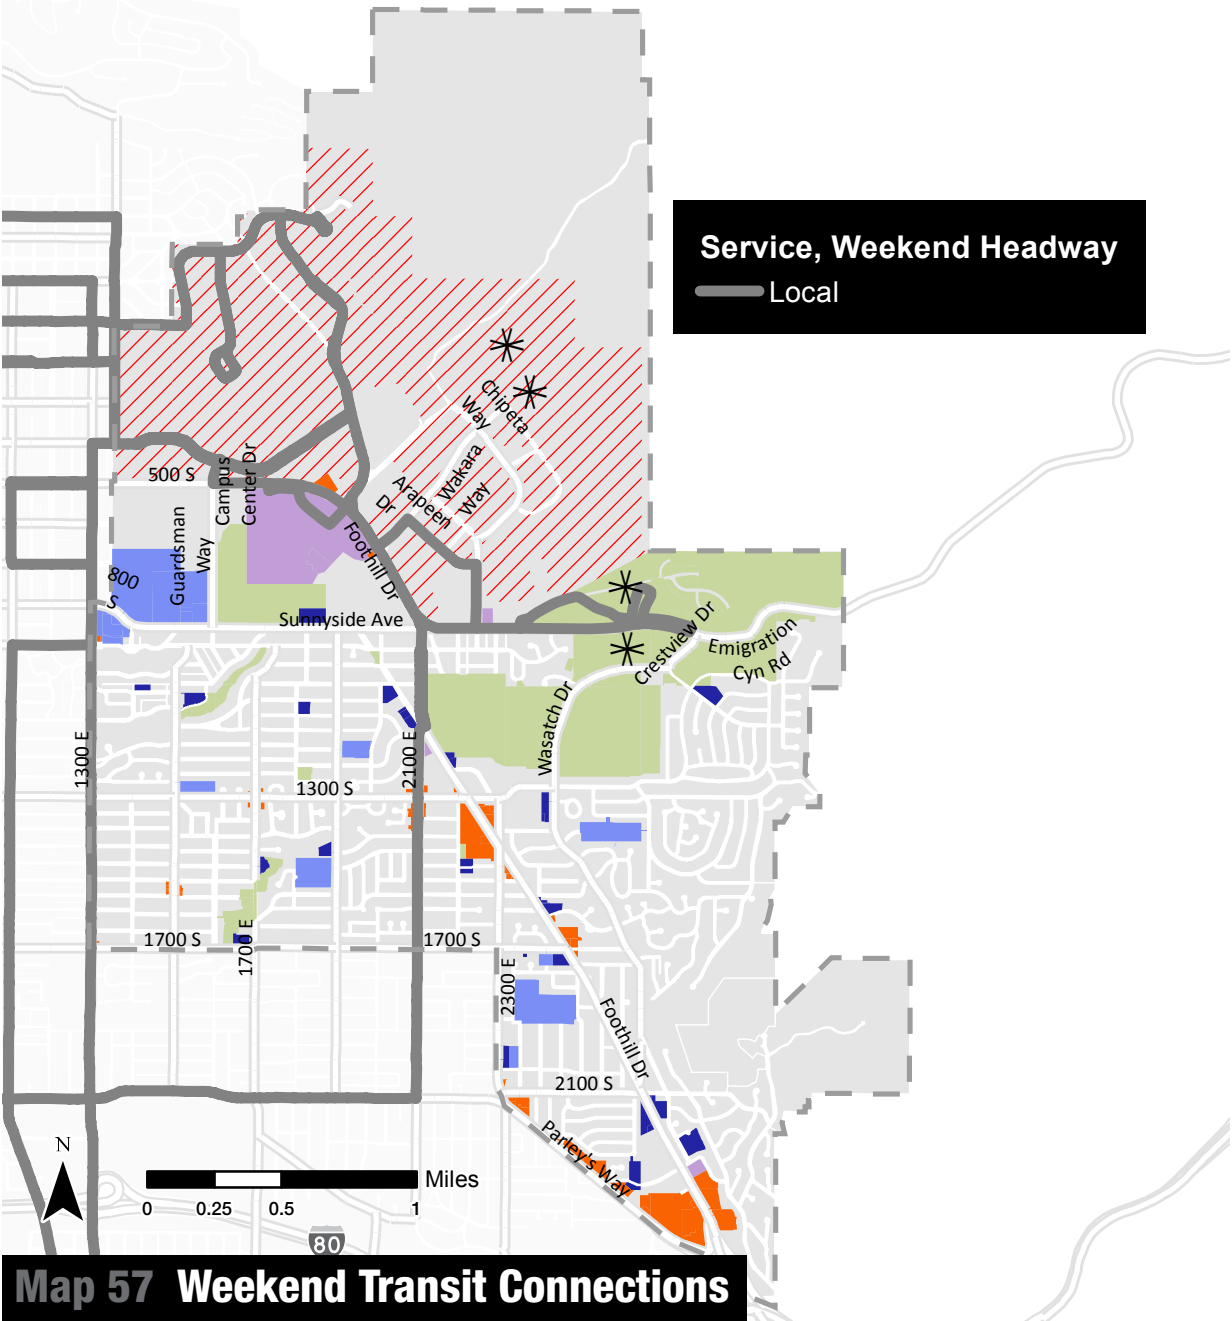 Service, Weekend Headway
Local
Chipeta
Way
Wakara
Way
Arapeen
Dr
500 S
Campus
Center Dr
Guardsman
Way
Foothill Dr
800
S
Sunnyside Ave
Crestview Dr
Emigration
Cyn Rd
Wasatch Dr
1300 E
2100 E
1300 S
1700 S
1700 E
1700 S
2300 E
Foothill Dr
2100 S
Parley's Way
N
Miles
0 0.25 0.5 1
80
Map 57 Weekend Transit Connections